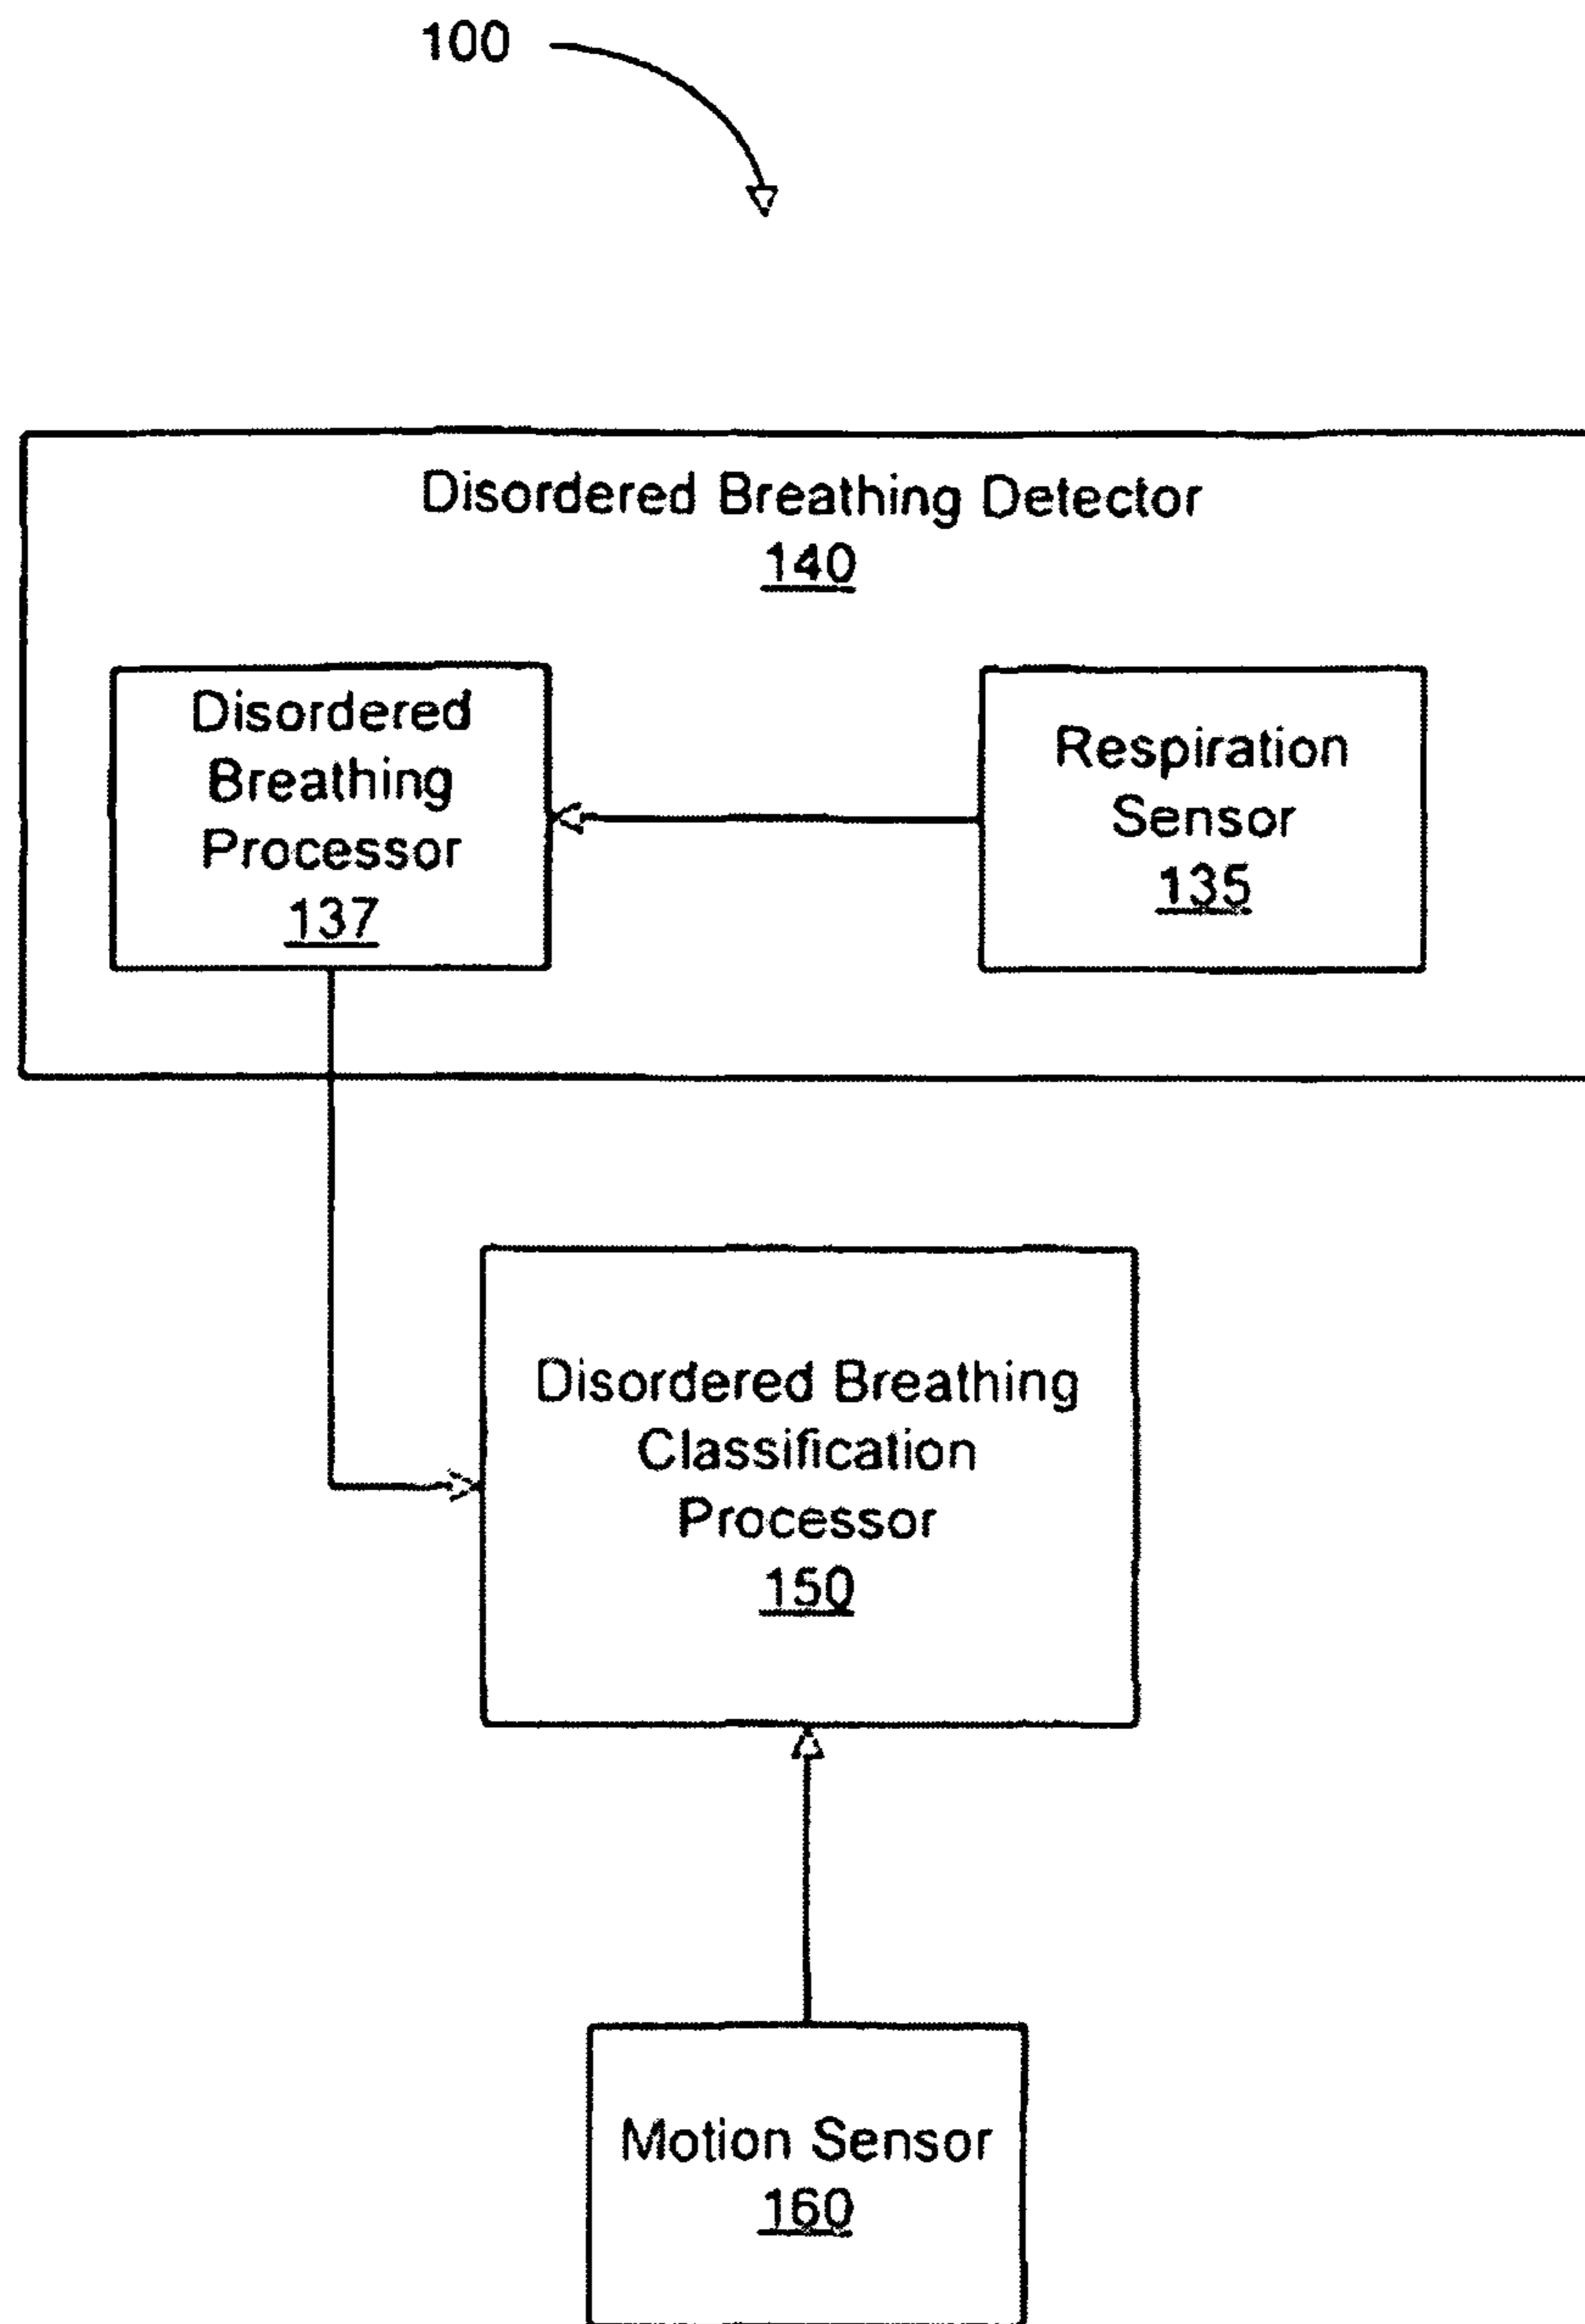 100
Disordered Breathing Detector
140
Disordered
Breathing
Processor
137
Respiration
Sensor
135
Disordered Breathing
Classification
Processor
150
Motion Sensor
160